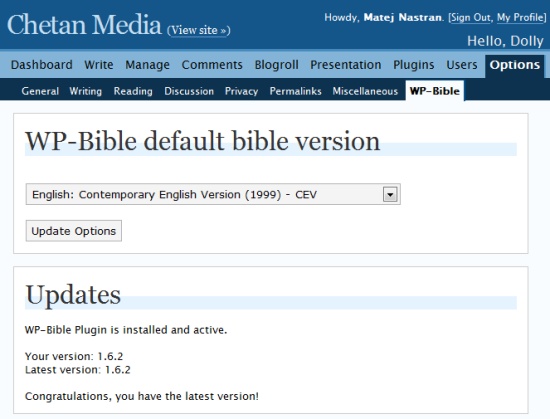 Chetan Media (View site »)
Howdy, Matej Nastran. [Sign Out, My Profile]
Hello, Dolly
Dashboard Write Manage Comments Blogroll Presentation Plugins Users Options
General Writing Reading Discussion Privacy Permalinks Miscellaneous WP-Bible
WP-Bible default bible version
English: Contemporary English Version (1999) - CEV
Update Options
Updates
WP-Bible Plugin is installed and active.
Your version: 1.6.2
Latest version: 1.6.2
Congratulations, you have the latest version!